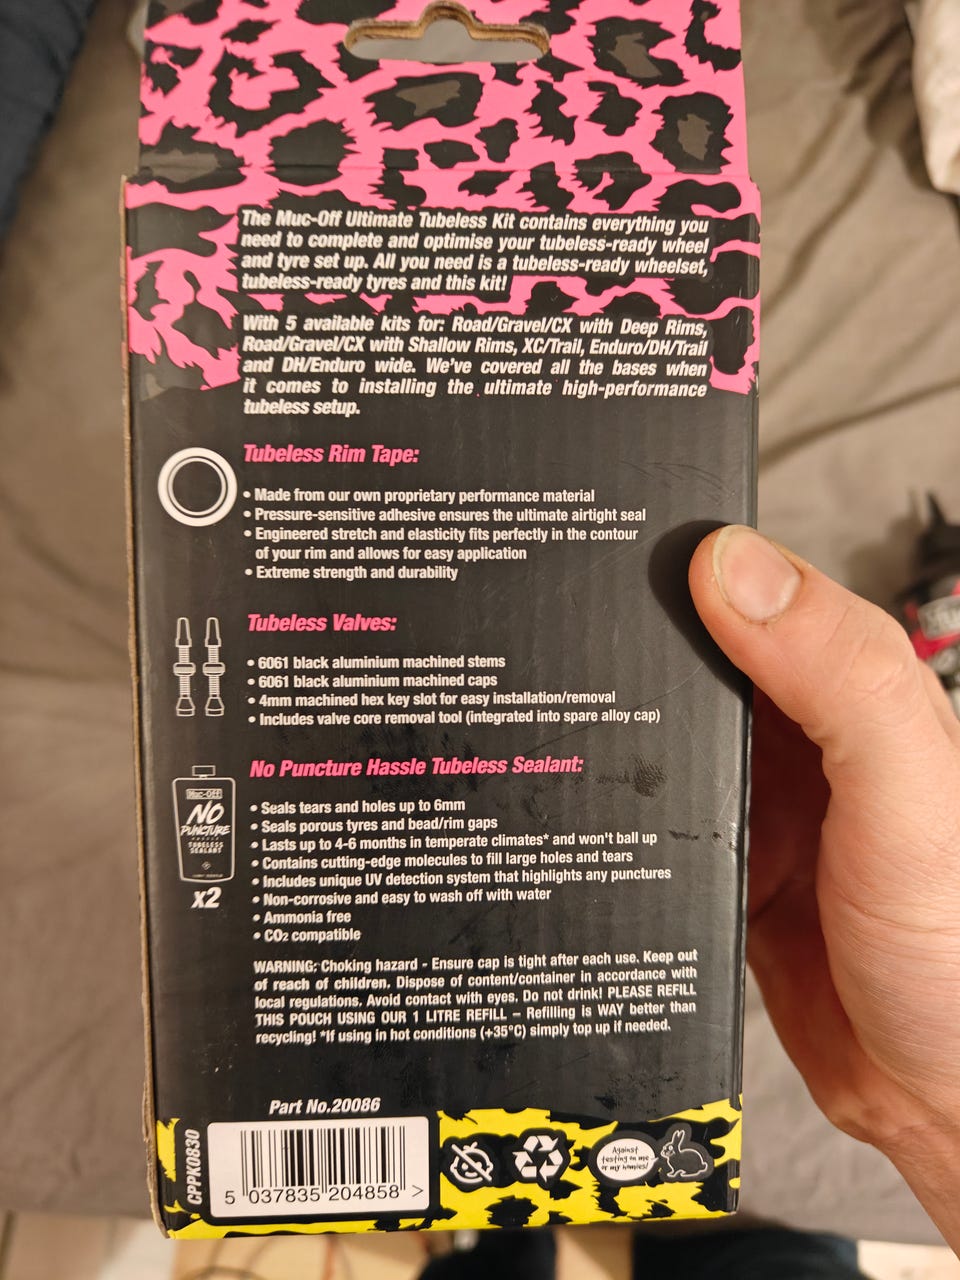 The Muc-Off Ultimate Tubeless Kit contains everything you
need to complete and optimise your tubeless-ready wheel
and tyre set up. All you need is a tubeless-ready wheelset,
tubeless-ready tyres and this kit!
With 5 available kits for: Road/Gravel/CX with Deep Rims,
Road/Gravel/CX with Shallow Rims, XC/Trail, Enduro/DH/Trail
and DH/Enduro wide. We've covered all the bases when
it comes to installing the ultimate high-performance
tubeless setup.
Tubeless Rim Tape:
• Made from our own proprietary performance material
• Pressure-sensitive adhesive ensures the ultimate airtight seal
• Engineered stretch and elasticity fits perfectly in the contour
of your rim and allows for easy application
• Extreme strength and durability
Tubeless Valves:
• 6061 black aluminium machined stems
• 6061 black aluminium machined caps
• 4mm machined hex key slot for easy installation/removal
• Includes valve core removal tool (integrated into spare alloy cap)
No Puncture Hassle Tubeless Sealant:
• Seals tears and holes up to 6mm
• Seals porous tyres and bead/rim gaps
• Lasts up to 4-6 months in temperate climates* and won't ball up
• Contains cutting-edge molecules to fill large holes and tears
• Includes unique UV detection system that highlights any punctures
• Non-corrosive and easy to wash off with water
• Ammonia free
• CO₂ compatible
Muc-Off
NO
PUNCTURE
HASSLE
TUBELESS
SEALANT
x2
WARNING: Choking hazard - Ensure cap is tight after each use. Keep out
of reach of children. Dispose of content/container in accordance with
local regulations. Avoid contact with eyes. Do not drink! PLEASE REFILL
THIS POUCH USING OUR 1 LITRE REFILL – Refilling is WAY better than
recycling! *If using in hot conditions (+35°C) simply top up if needed.
Part No.20086
CPPK0830
5 037835 204858 >
Against
testing on me
or my homies!